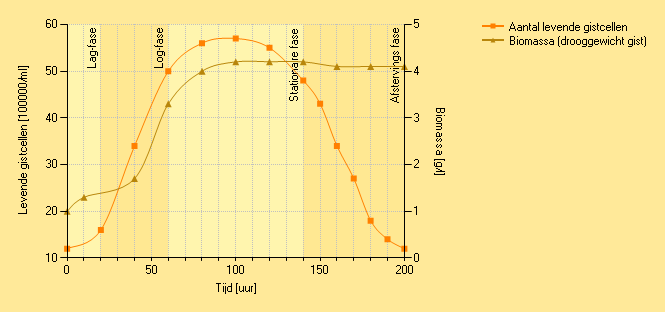 Aantal levende gistcellen
Biomassa (drooggewicht gist)
Levende gistcellen [100000/ml]
60
50
40
30
20
10
Lag-fase
Log-fase
Stationaire fase
Afstervings fase
5
4
3
2
1
0
Biomassa [g/l]
0
50
100
150
200
Tijd [uur]